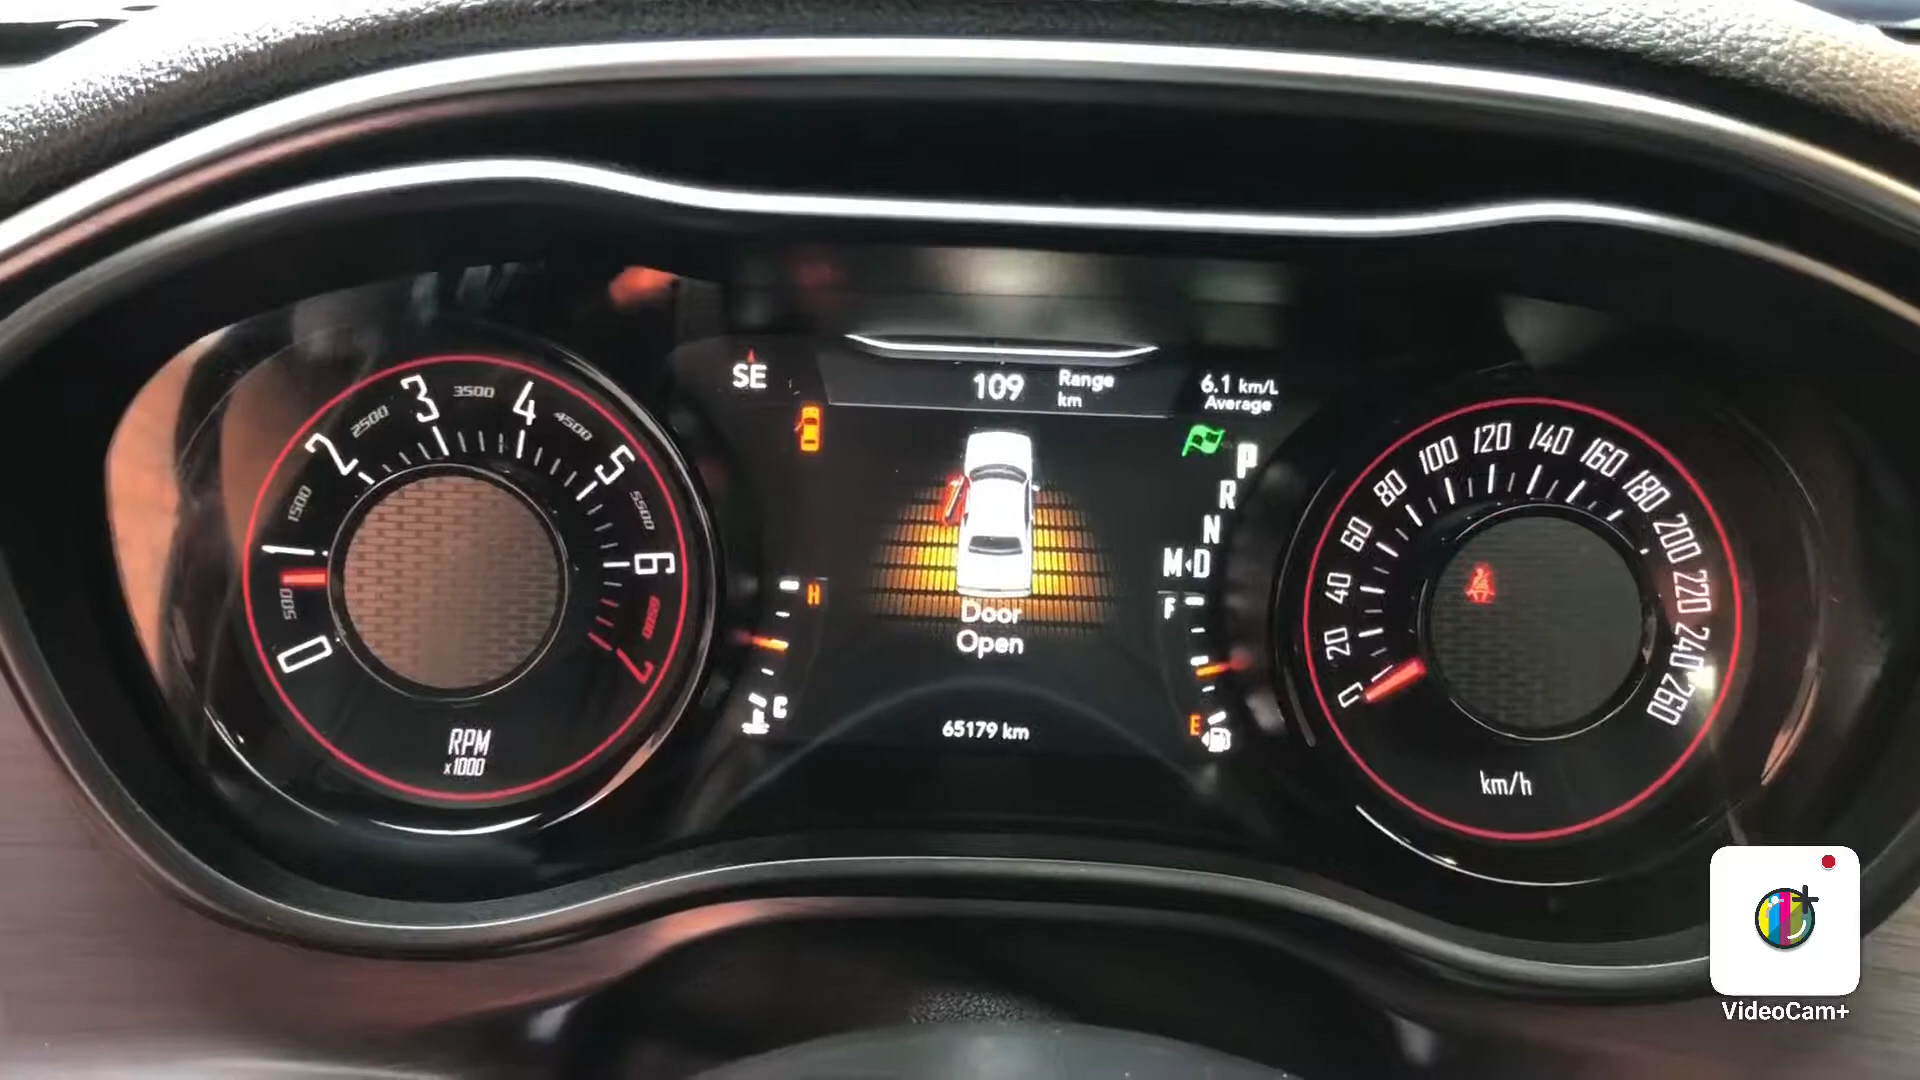 0
500
1
1500
2
2500
3
3500
4
4500
5
5500
6
7
RPM
x1000
SE
109
Range
km
6.1 km/L
Average
P
R
N
M
D
H
C
F
E
Door
Open
65179 km
0
20
40
60
80
100
120
140
160
180
200
220
240
260
km/h
VideoCam+